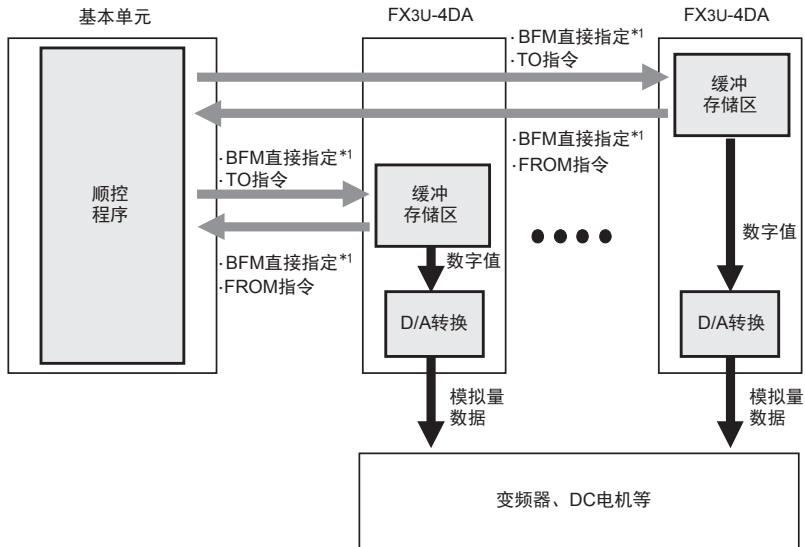 基本单元
FX3U-4DA
FX3U-4DA
·BFM直接指定*1
·TO指令
缓冲
存储区
·BFM直接指定*1
·FROM指令
·BFM直接指定*1
·TO指令
顺控
程序
缓冲
存储区
·BFM直接指定*1
·FROM指令
数字值
数字值
D/A转换
D/A转换
模拟量
数据
模拟量
数据
变频器、DC电机等